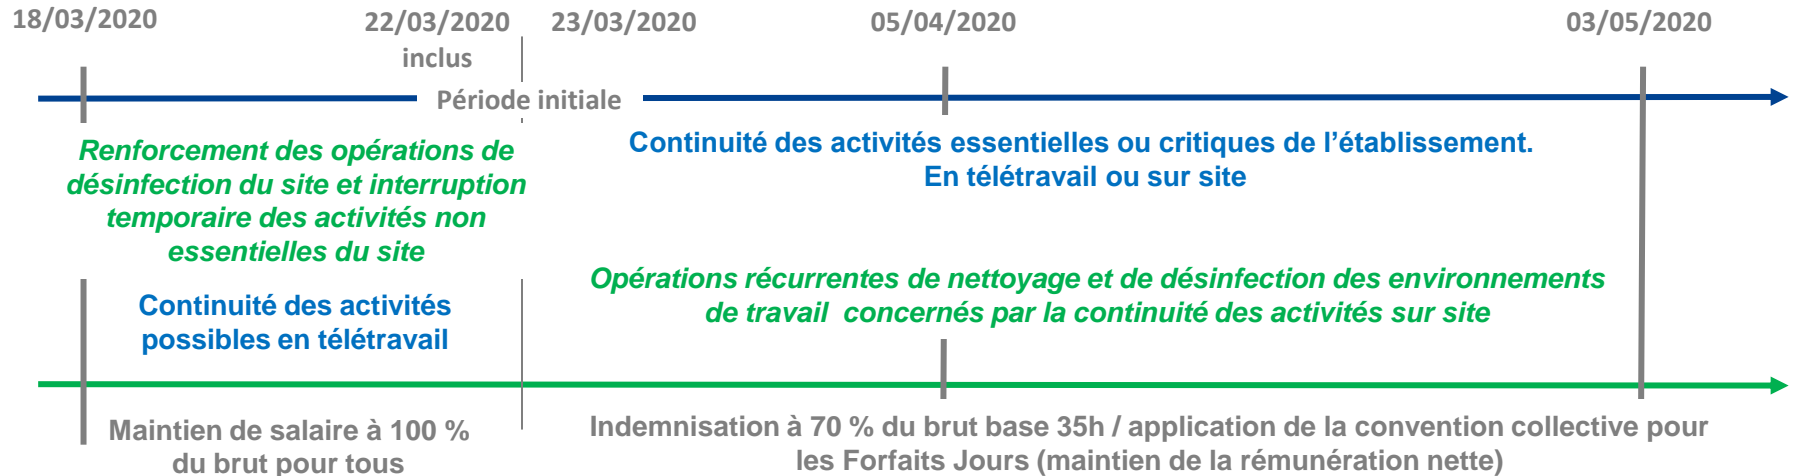 18/03/2020
22/03/2020
inclus
23/03/2020
05/04/2020
03/05/2020
Période initiale
Renforcement des opérations de
désinfection du site et interruption
temporaire des activités non
essentielles du site
Continuité des activités
possibles en télétravail
Continuité des activités essentielles ou critiques de l’établissement.
En télétravail ou sur site
Opérations récurrentes de nettoyage et de désinfection des environnements
de travail concernés par la continuité des activités sur site
Maintien de salaire à 100 %
du brut pour tous
Indemnisation à 70 % du brut base 35h / application de la convention collective pour
les Forfaits Jours (maintien de la rémunération nette)